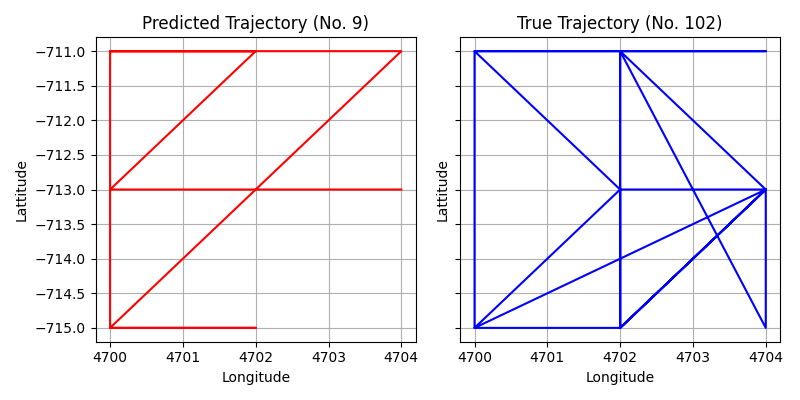 Predicted Trajectory (No. 9)
True Trajectory (No. 102)
Lattitude
−711.0
−711.5
−712.0
−712.5
−713.0
−713.5
−714.0
−714.5
−715.0
4700 4701 4702 4703 4704
Longitude
Lattitude
4700 4701 4702 4703 4704
Longitude